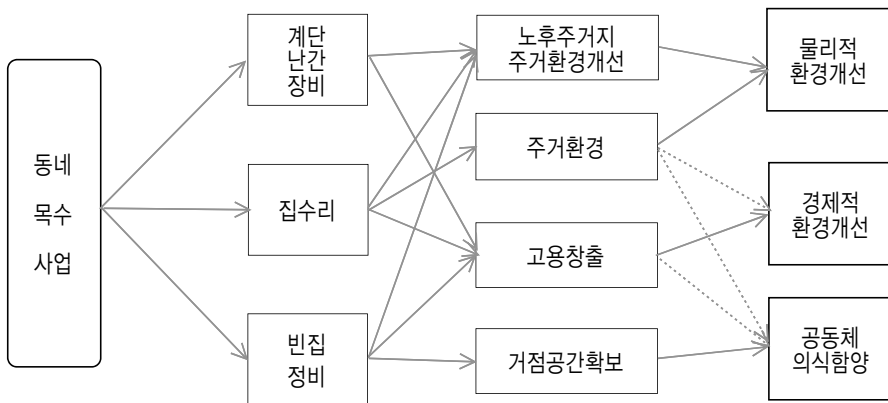 동네
목수
사업
계단
난간
장비
집수리
빈집
정비
노후주거지
주거환경개선
주거환경
고용창출
거점공간확보
물리적
환경개선
경제적
환경개선
공동체
의식함양